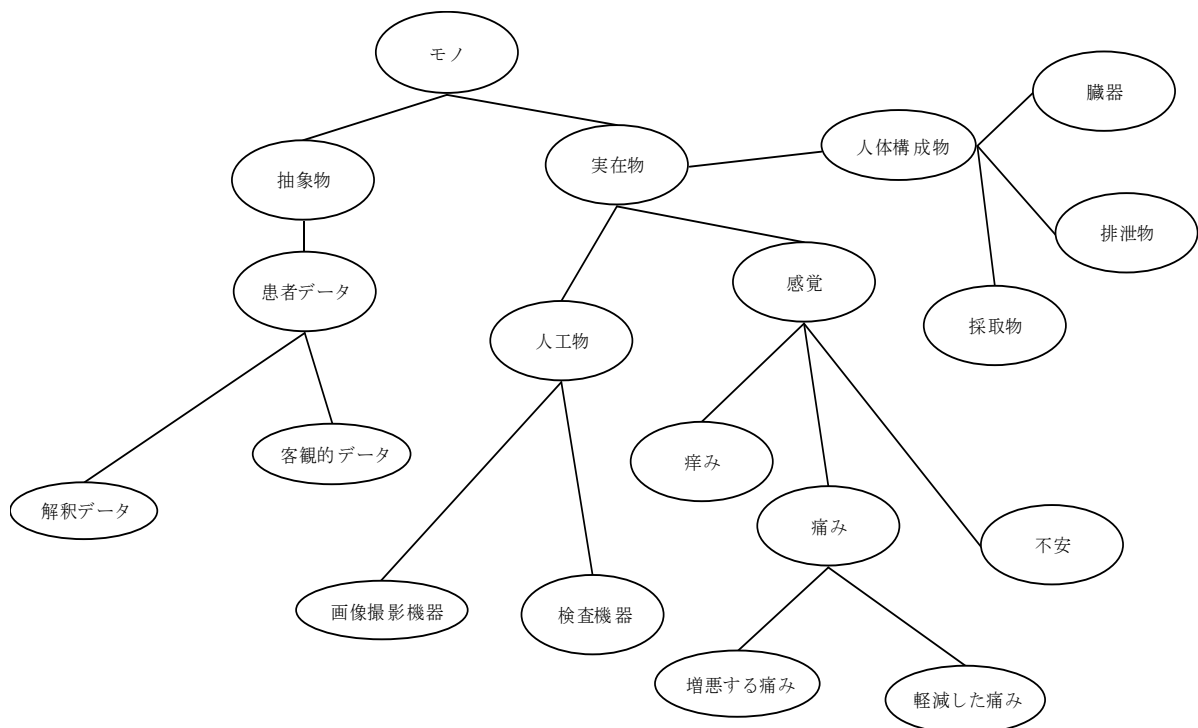 モノ
臓器
人体構成物
実在物
抽象物
排泄物
感覚
患者データ
採取物
人工物
客観的データ
痒み
解釈データ
痛み
不安
画像撮影機器
検査機器
増悪する痛み
軽減した痛み